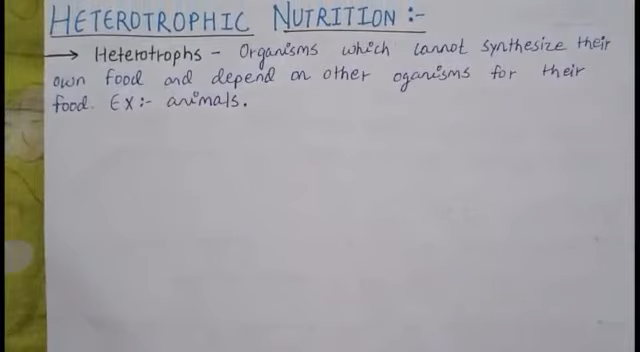 HETEROTROPHIC NUTRITION :-
→ Heterotrophs - Organisms which cannot synthesize their
own food and depend on other oganisms for their
food. Ex:- animals.